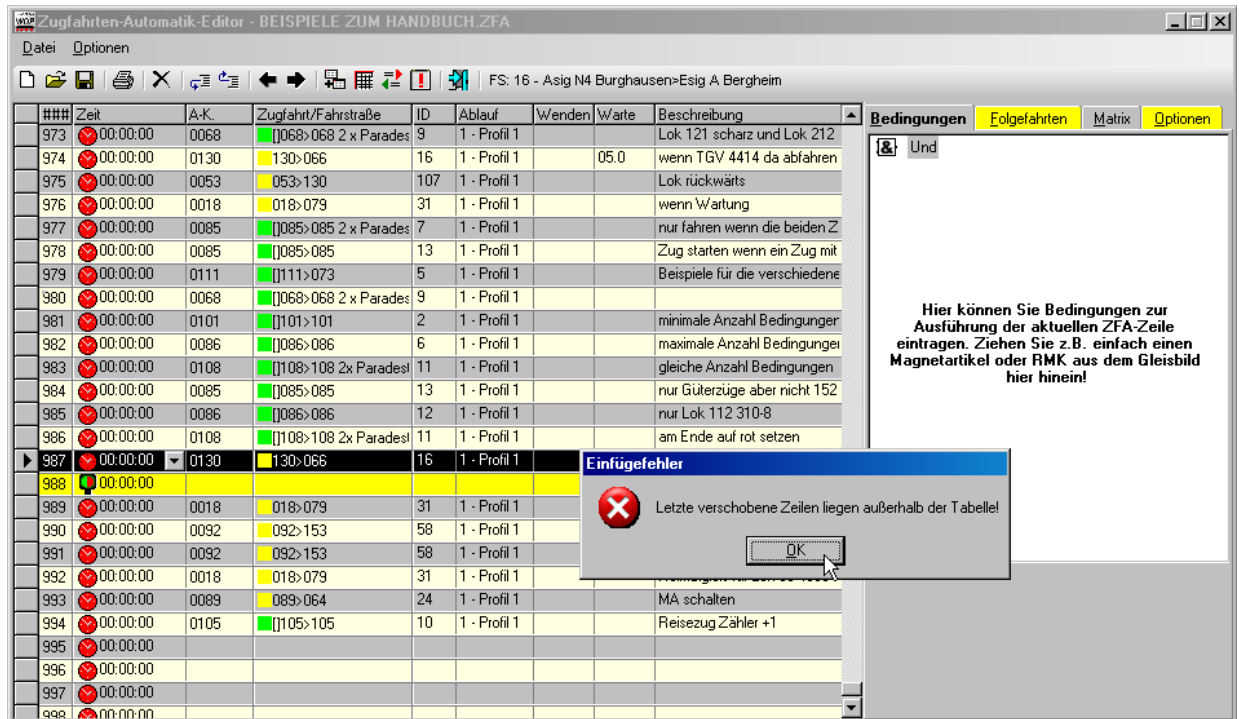 Zugfahrten-Automatik-Editor - BEISPIELE ZUM HANDBUCH.ZFA
Datei Optionen
FS: 16 - Asig N4 Burghausen>Esig A Bergheim
### Zeit A-K. Zugfahrt/Fahrstraße ID Ablauf Wenden Warte Beschreibung
973 00:00:00 0068 []068>068 2 x Parades 9 1 - Profil 1 Lok 121 scharz und Lok 212
974 00:00:00 0130 130>066 16 1 - Profil 1 05.0 wenn TGV 4414 da abfahren
975 00:00:00 0053 053>130 107 1 - Profil 1 Lok rückwärts
976 00:00:00 0018 018>079 31 1 - Profil 1 wenn Wartung
977 00:00:00 0085 []085>085 2 x Parades 7 1 - Profil 1 nur fahren wenn die beiden Z
978 00:00:00 0085 []085>085 13 1 - Profil 1 Zug starten wenn ein Zug mit
979 00:00:00 0111 []111>073 5 1 - Profil 1 Beispiele für die verschiedene
980 00:00:00 0068 []068>068 2 x Parades 9 1 - Profil 1
981 00:00:00 0101 []101>101 2 1 - Profil 1 minimale Anzahl Bedingungen
982 00:00:00 0086 []086>086 6 1 - Profil 1 maximale Anzahl Bedingungen
983 00:00:00 0108 []108>108 2x Parades 11 1 - Profil 1 gleiche Anzahl Bedingungen
984 00:00:00 0085 []085>085 13 1 - Profil 1 nur Güterzüge aber nicht 152
985 00:00:00 0086 []086>086 12 1 - Profil 1 nur Lok 112 310-8
986 00:00:00 0108 []108>108 2x Parades 11 1 - Profil 1 am Ende auf rot setzen
987 00:00:00 0130 130>066 16 1 - Profil 1
988 00:00:00
989 00:00:00 0018 018>079 31 1 - Profil 1
990 00:00:00 0092 092>153 58 1 - Profil 1
991 00:00:00 0092 092>153 58 1 - Profil 1
992 00:00:00 0018 018>079 31 1 - Profil 1
993 00:00:00 0089 089>064 24 1 - Profil 1 MA schalten
994 00:00:00 0105 []105>105 10 1 - Profil 1 Reisezug Zähler +1
995 00:00:00
996 00:00:00
997 00:00:00
998 00:00:00
Bedingungen Folgefahrten Matrix Optionen
& Und
Hier können Sie Bedingungen zur
Ausführung der aktuellen ZFA-Zeile
eintragen. Ziehen Sie z.B. einfach einen
Magnetartikel oder RMK aus dem Gleisbild
hier hinein!
Einfügefehler
Letzte verschobene Zeilen liegen außerhalb der Tabelle!
OK